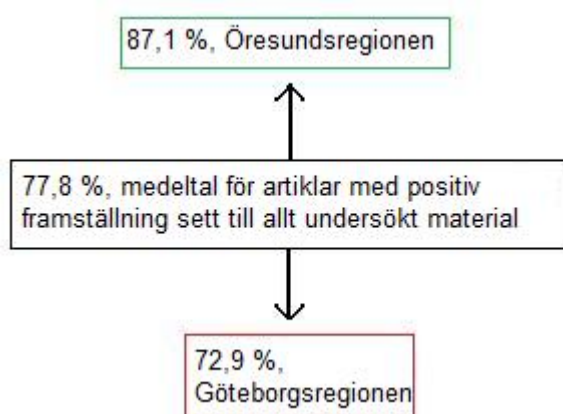 87,1 %, Öresundsregionen
77,8 %, medeltal för artiklar med positiv
framställning sett till allt undersökt material
72,9 %,
Göteborgsregionen